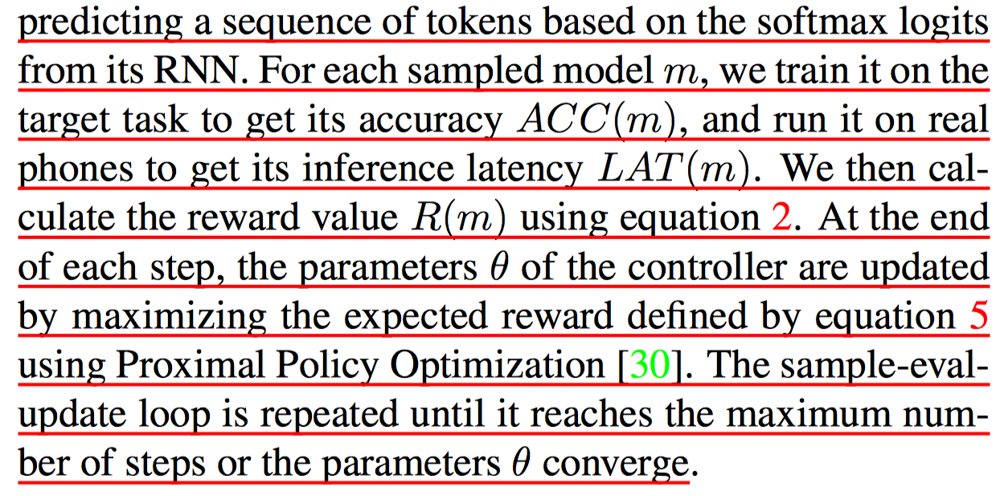 predicting a sequence of tokens based on the softmax logits
from its RNN. For each sampled model m, we train it on the
target task to get its accuracy ACC(m), and run it on real
phones to get its inference latency LAT(m). We then cal-
culate the reward value R(m) using equation 2. At the end
of each step, the parameters θ of the controller are updated
by maximizing the expected reward defined by equation 5
using Proximal Policy Optimization [30]. The sample-eval-
update loop is repeated until it reaches the maximum num-
ber of steps or the parameters θ converge.